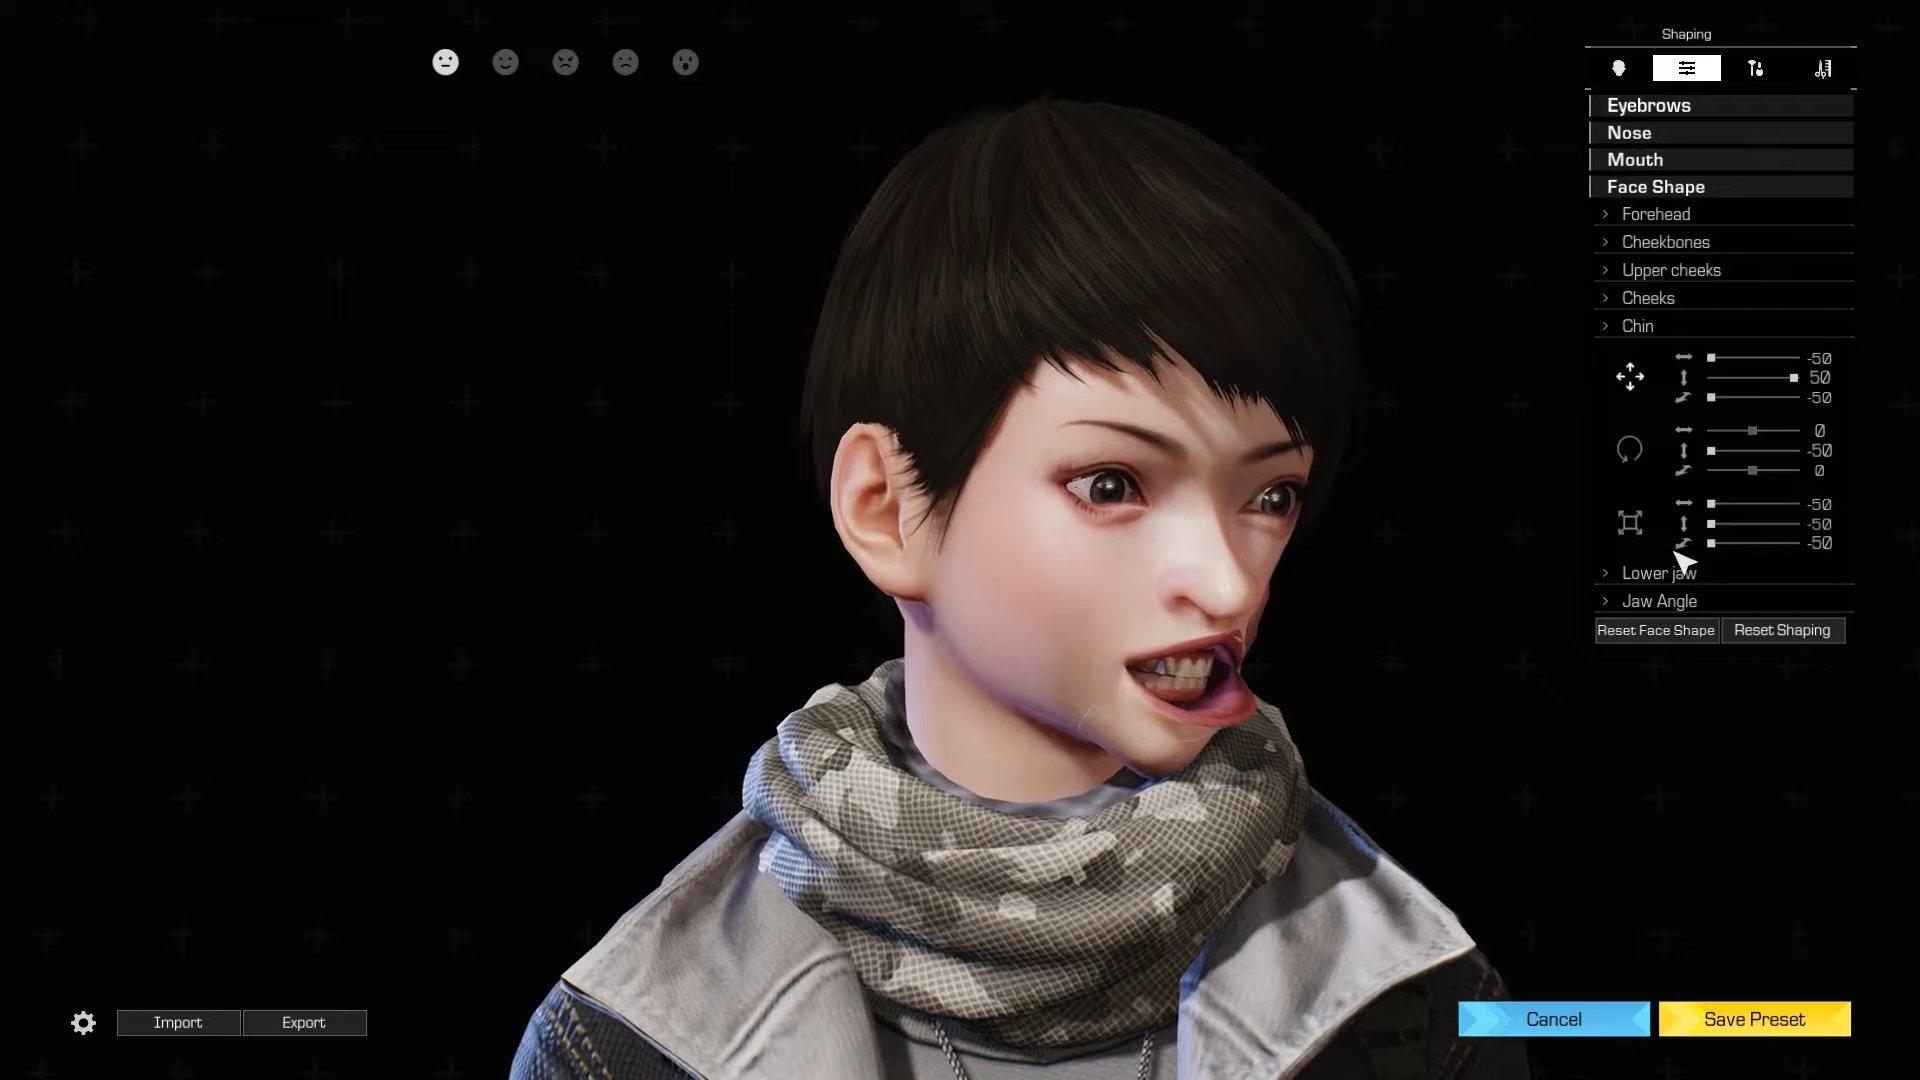 Shaping
Eyebrows
Nose
Mouth
Face Shape
Forehead
Cheekbones
Upper cheeks
Cheeks
Chin
-50
50
-50
0
-50
0
-50
-50
-50
Lower jaw
Jaw Angle
Reset Face Shape Reset Shaping
Import Export Cancel Save Preset